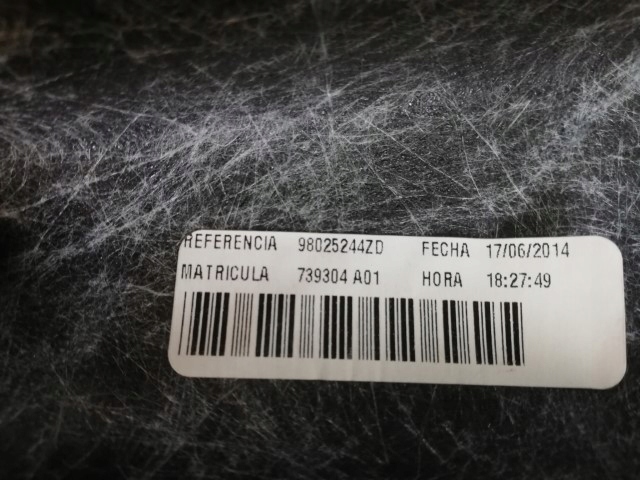 REFERENCIA 98025244ZD FECHA 17/06/2014
MATRICULA 739304 A01 HORA 18:27:49